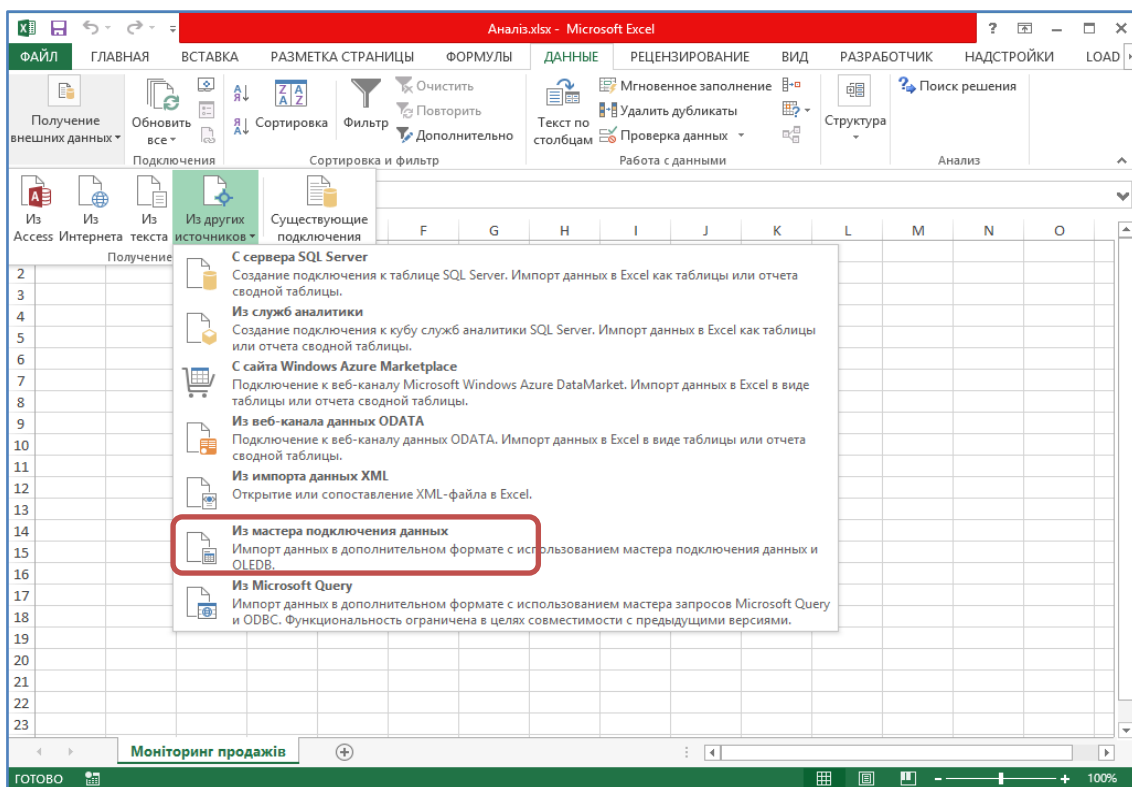 Аналіз.xlsx - Microsoft Excel
ФАЙЛ ГЛАВНАЯ ВСТАВКА РАЗМЕТКА СТРАНИЦЫ ФОРМУЛЫ ДАННЫЕ РЕЦЕНЗИРОВАНИЕ ВИД РАЗРАБОТЧИК НАДСТРОЙКИ LOAD
Получение
внешних данных
Обновить
все
Подключения
Сортировка
Фильтр
Очистить
Повторить
Дополнительно
Сортировка и фильтр
Текст по
столбцам
Мгновенное заполнение
Удалить дубликаты
Проверка данных
Работа с данными
Структура
Поиск решения
Анализ
Из
Access
Из
Интернета
Из
текста
Из других
источников
Существующие
подключения
Получение
F G H I J K L M N O
С сервера SQL Server
Создание подключения к таблице SQL Server. Импорт данных в Excel как таблицы или отчета
сводной таблицы.
Из служб аналитики
Создание подключения к кубу служб аналитики SQL Server. Импорт данных в Excel как таблицы
или отчета сводной таблицы.
С сайта Windows Azure Marketplace
Подключение к веб-каналу Microsoft Windows Azure DataMarket. Импорт данных в Excel в виде
таблицы или отчета сводной таблицы.
Из веб-канала данных ODATA
Подключение к веб-каналу данных ODATA. Импорт данных в Excel в виде таблицы или отчета
сводной таблицы.
Из импорта данных XML
Открытие или сопоставление XML-файла в Excel.
Из мастера подключения данных
Импорт данных в дополнительном формате с использованием мастера подключения данных и
OLEDB.
Из Microsoft Query
Импорт данных в дополнительном формате с использованием мастера запросов Microsoft Query
и ODBC. Функциональность ограничена в целях совместимости с предыдущими версиями.
2
3
4
5
6
7
8
9
10
11
12
13
14
15
16
17
18
19
20
21
22
23
Моніторинг продажів
ГОТОВО
100%